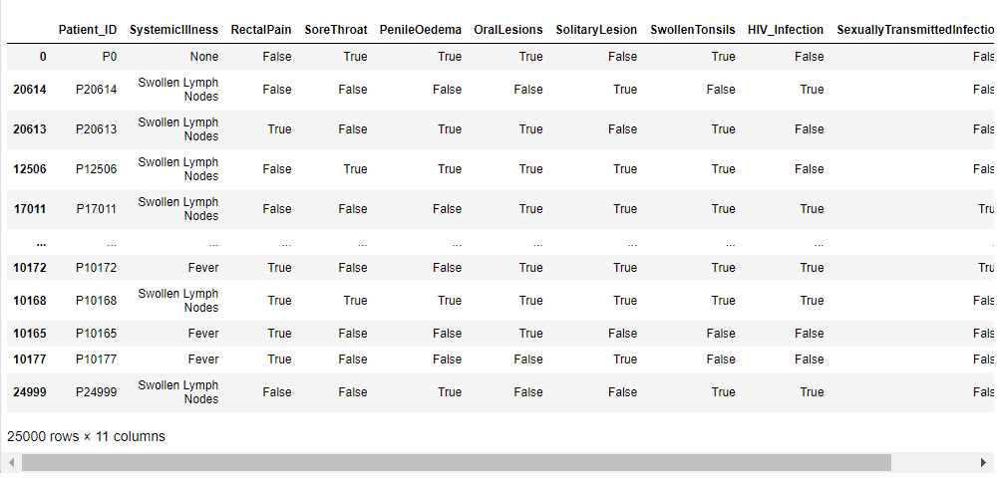 Patient_ID SystemicIllness RectalPain SoreThroat PenileOedema OralLesions SolitaryLesion SwollenTonsils HIV_Infection SexuallyTransmittedInfectio
0 P0 None False True True True False True False Fals
20614 P20614 Swollen Lymph Nodes False False False False True False True Fals
20613 P20613 Swollen Lymph Nodes True False True True False True False Fals
12506 P12506 Swollen Lymph Nodes False True True True True True False Fals
17011 P17011 Swollen Lymph Nodes False False False True True True True Tru
... ... ... ... ... ... ... ... ... ...
10172 P10172 Fever True False False True True True True Tru
10168 P10168 Swollen Lymph Nodes True True True True True True True Fals
10165 P10165 Fever True False False True False False False Fals
10177 P10177 Fever True False False False True False False Fals
24999 P24999 Swollen Lymph Nodes False False True False False True True Fals
25000 rows × 11 columns